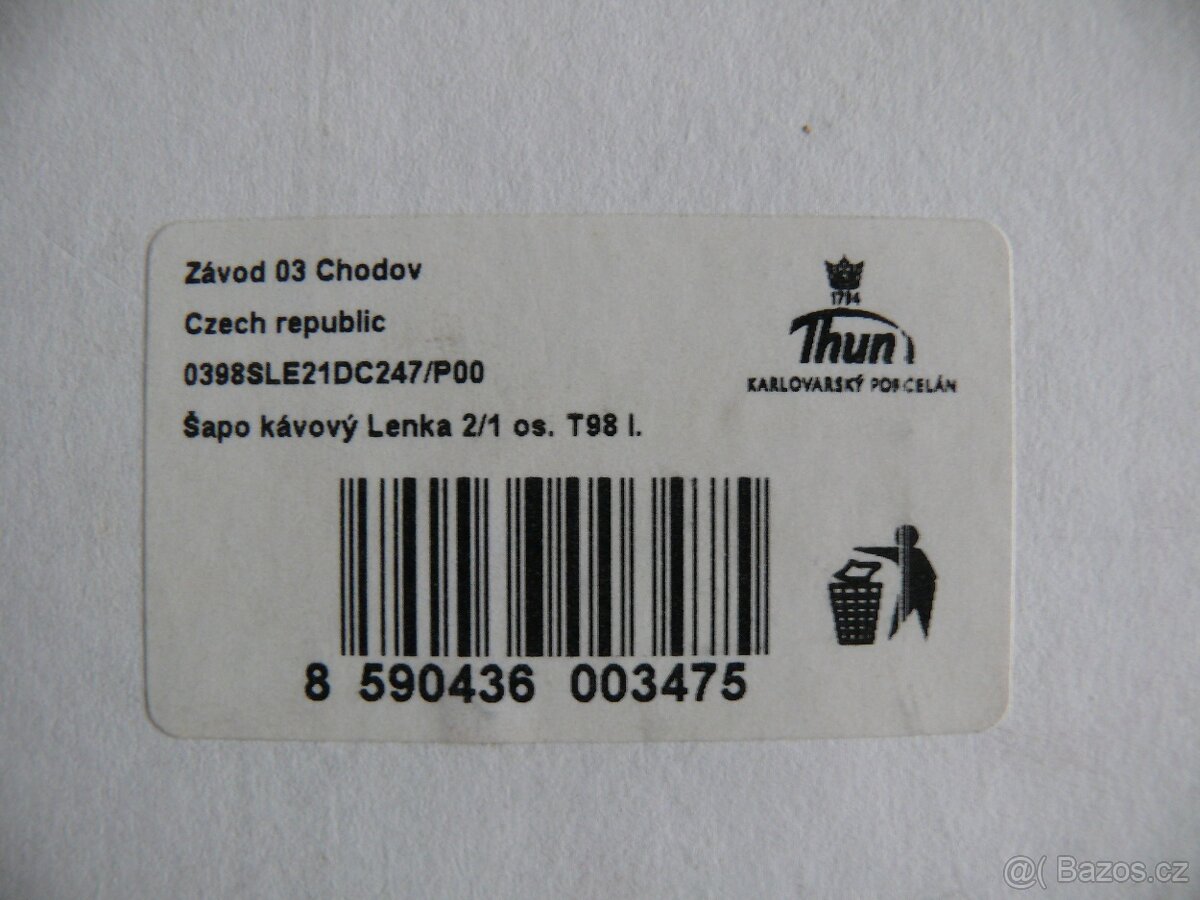 Závod 03 Chodov
Czech republic
0398SLE21DC247/P00
Šapo kávový Lenka 2/1 os. T98 I.
1794
Thun
KARLOVARSKÝ PORCELÁN
8 590436 003475
@( Bazos.cz